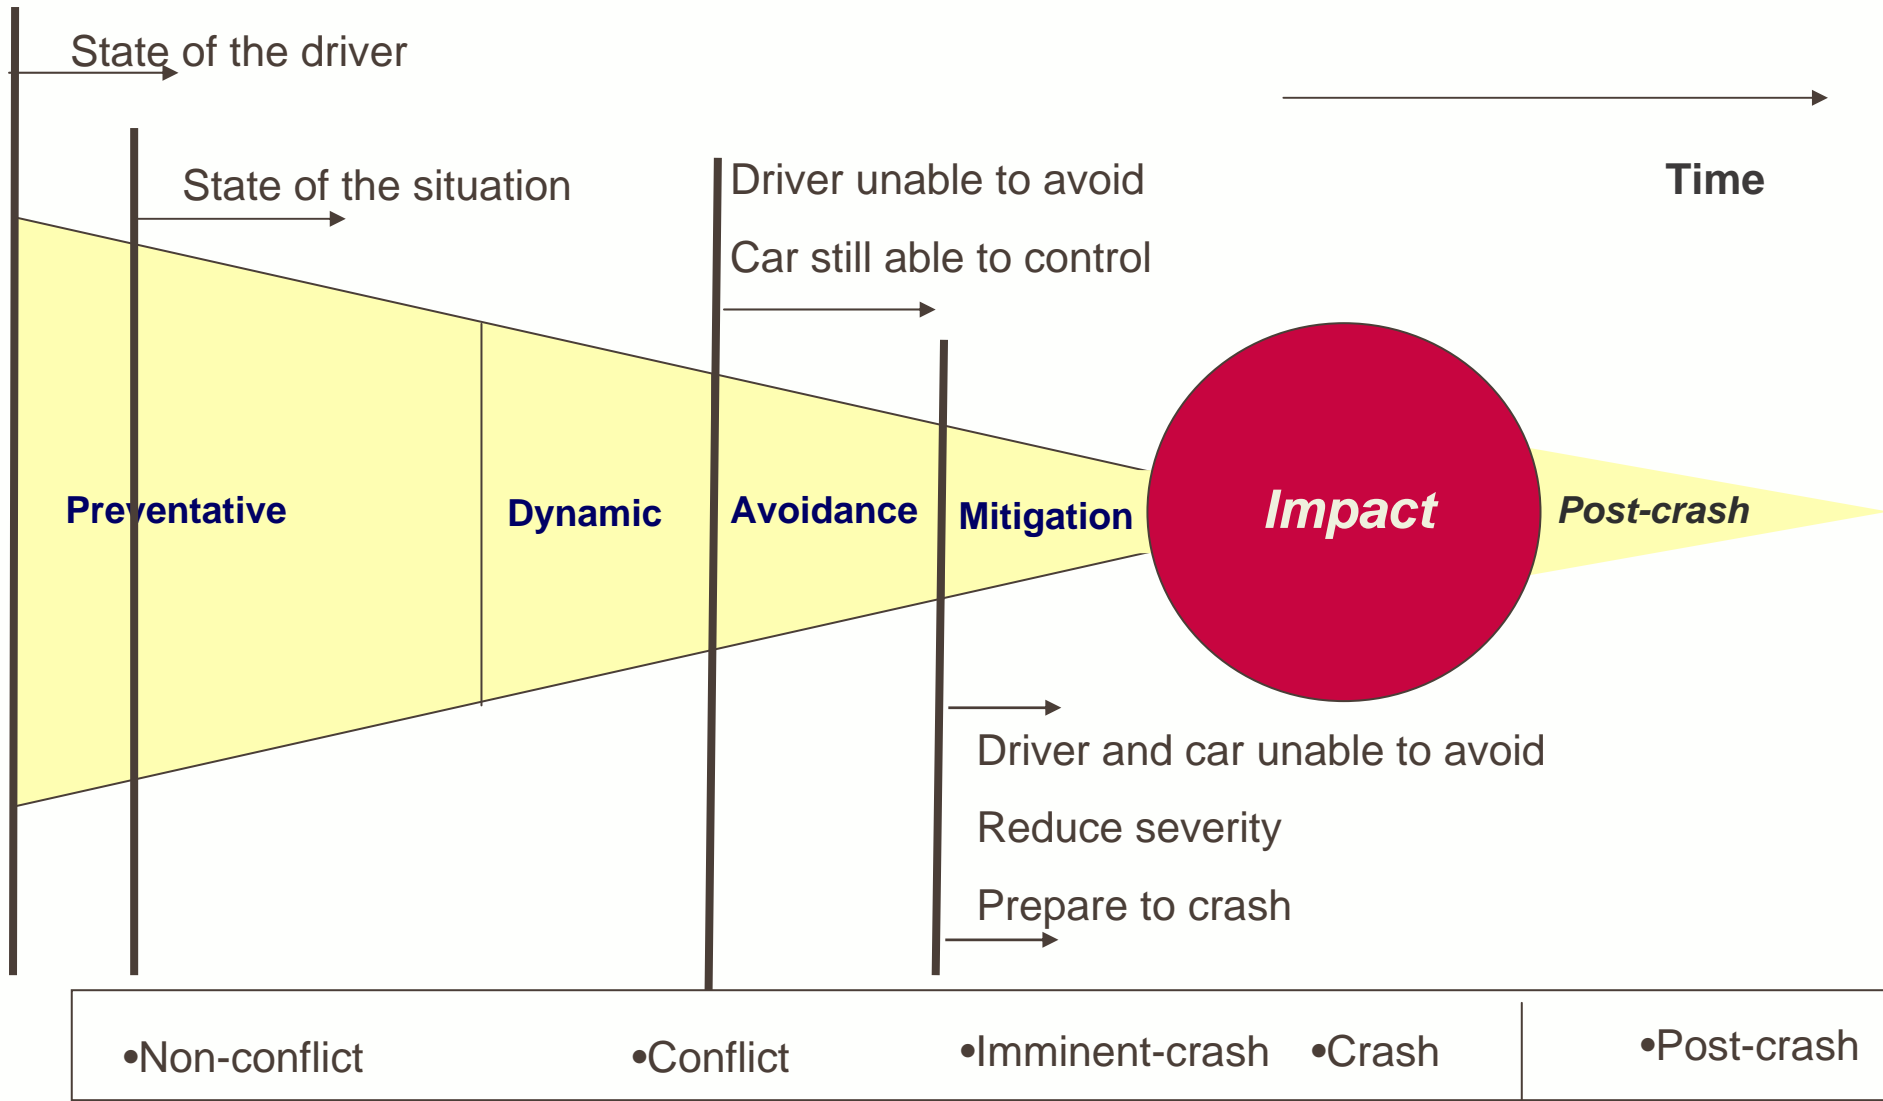 State of the driver
State of the situation
Driver unable to avoid
Time
Car still able to control
Preventative
Dynamic
Avoidance
Mitigation
Impact
Post-crash
Driver and car unable to avoid
Reduce severity
Prepare to crash
•Non-conflict
•Conflict
•Imminent-crash
•Crash
•Post-crash